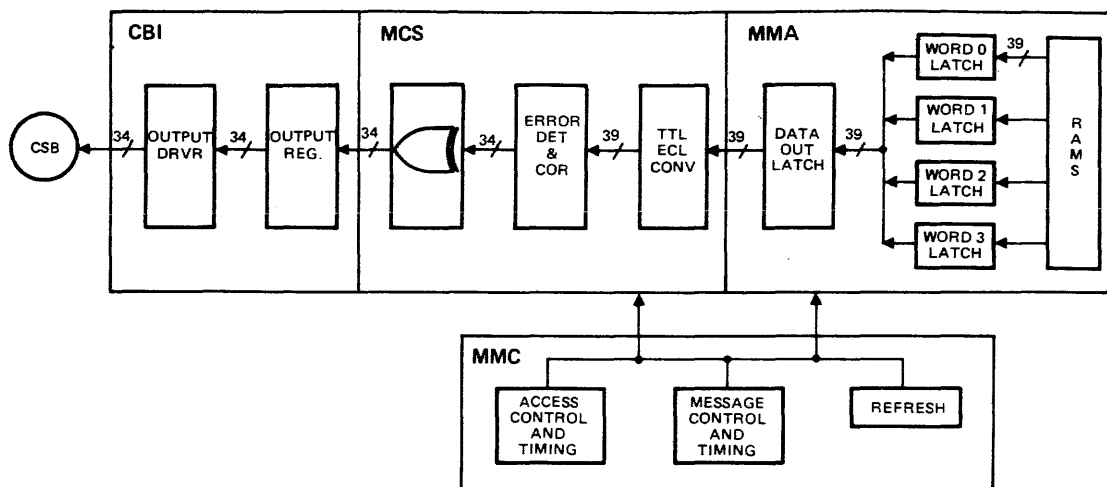 CBI
MCS
MMA
CSB
34
OUTPUT
DRVR
34
OUTPUT
REG.
34
34
ERROR
DET
&
COR
39
TTL
ECL
CONV
39
DATA
OUT
LATCH
39
WORD 0
LATCH
39
WORD 1
LATCH
WORD 2
LATCH
WORD 3
LATCH
RAMS
MMC
ACCESS
CONTROL
AND
TIMING
MESSAGE
CONTROL
AND
TIMING
REFRESH